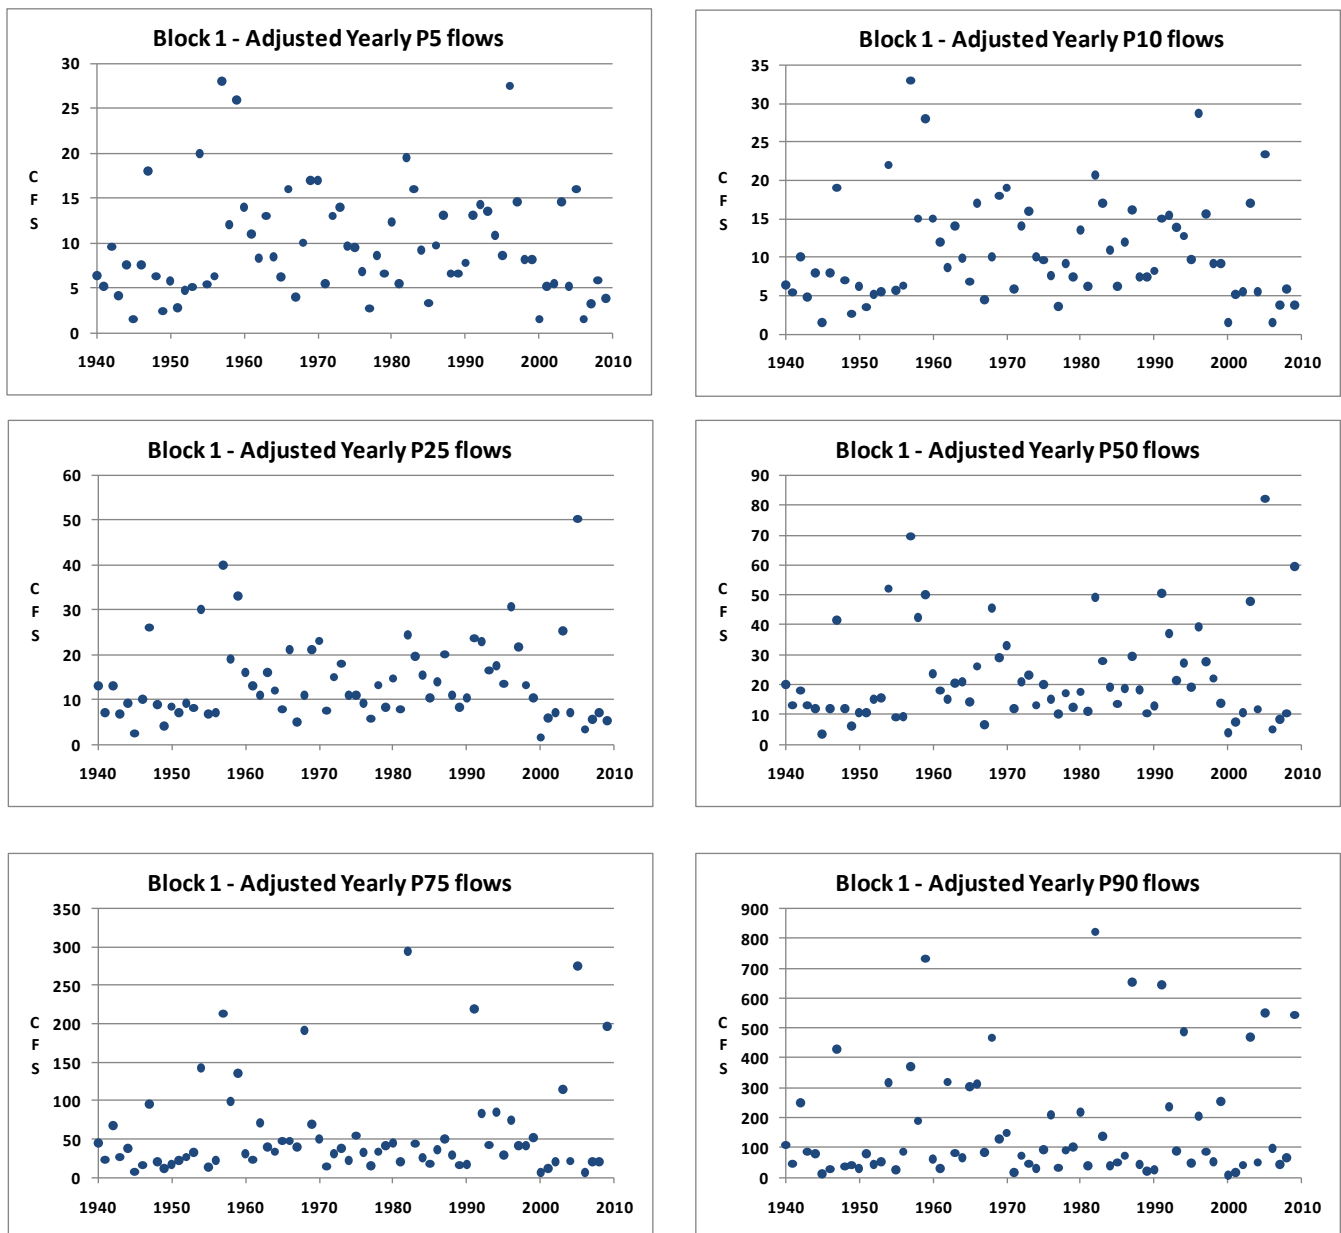 Block 1 - Adjusted Yearly P5 flows
30
25
20
15
10
5
0
C
F
S
1940 1950 1960 1970 1980 1990 2000 2010
Block 1 - Adjusted Yearly P10 flows
35
30
25
20
15
10
5
0
C
F
S
1940 1950 1960 1970 1980 1990 2000 2010
Block 1 - Adjusted Yearly P25 flows
60
50
40
30
20
10
0
C
F
S
1940 1950 1960 1970 1980 1990 2000 2010
Block 1 - Adjusted Yearly P50 flows
90
80
70
60
50
40
30
20
10
0
C
F
S
1940 1950 1960 1970 1980 1990 2000 2010
Block 1 - Adjusted Yearly P75 flows
350
300
250
200
150
100
50
0
C
F
S
1940 1950 1960 1970 1980 1990 2000 2010
Block 1 - Adjusted Yearly P90 flows
900
800
700
600
500
400
300
200
100
0
C
F
S
1940 1950 1960 1970 1980 1990 2000 2010